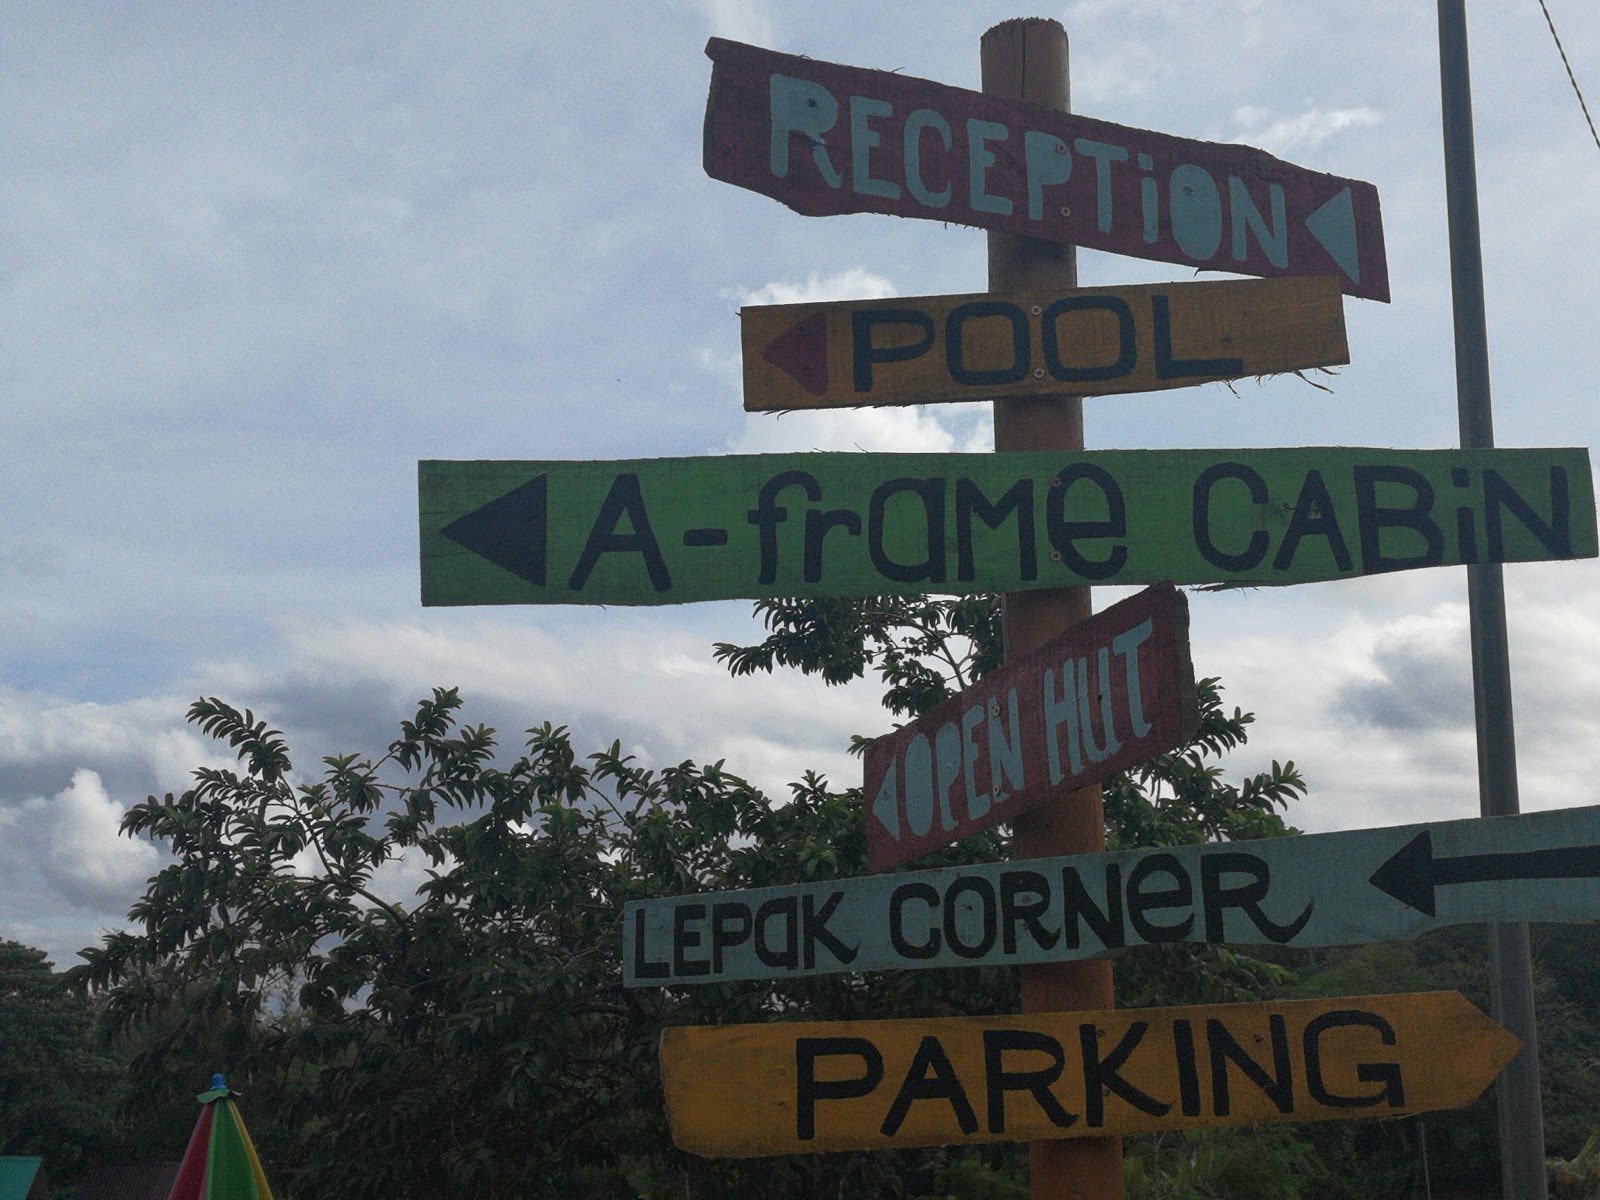 RECEPTiON
POOL
A-frame CABiN
OPEN HUT
LEPAK CORNER
PARKING